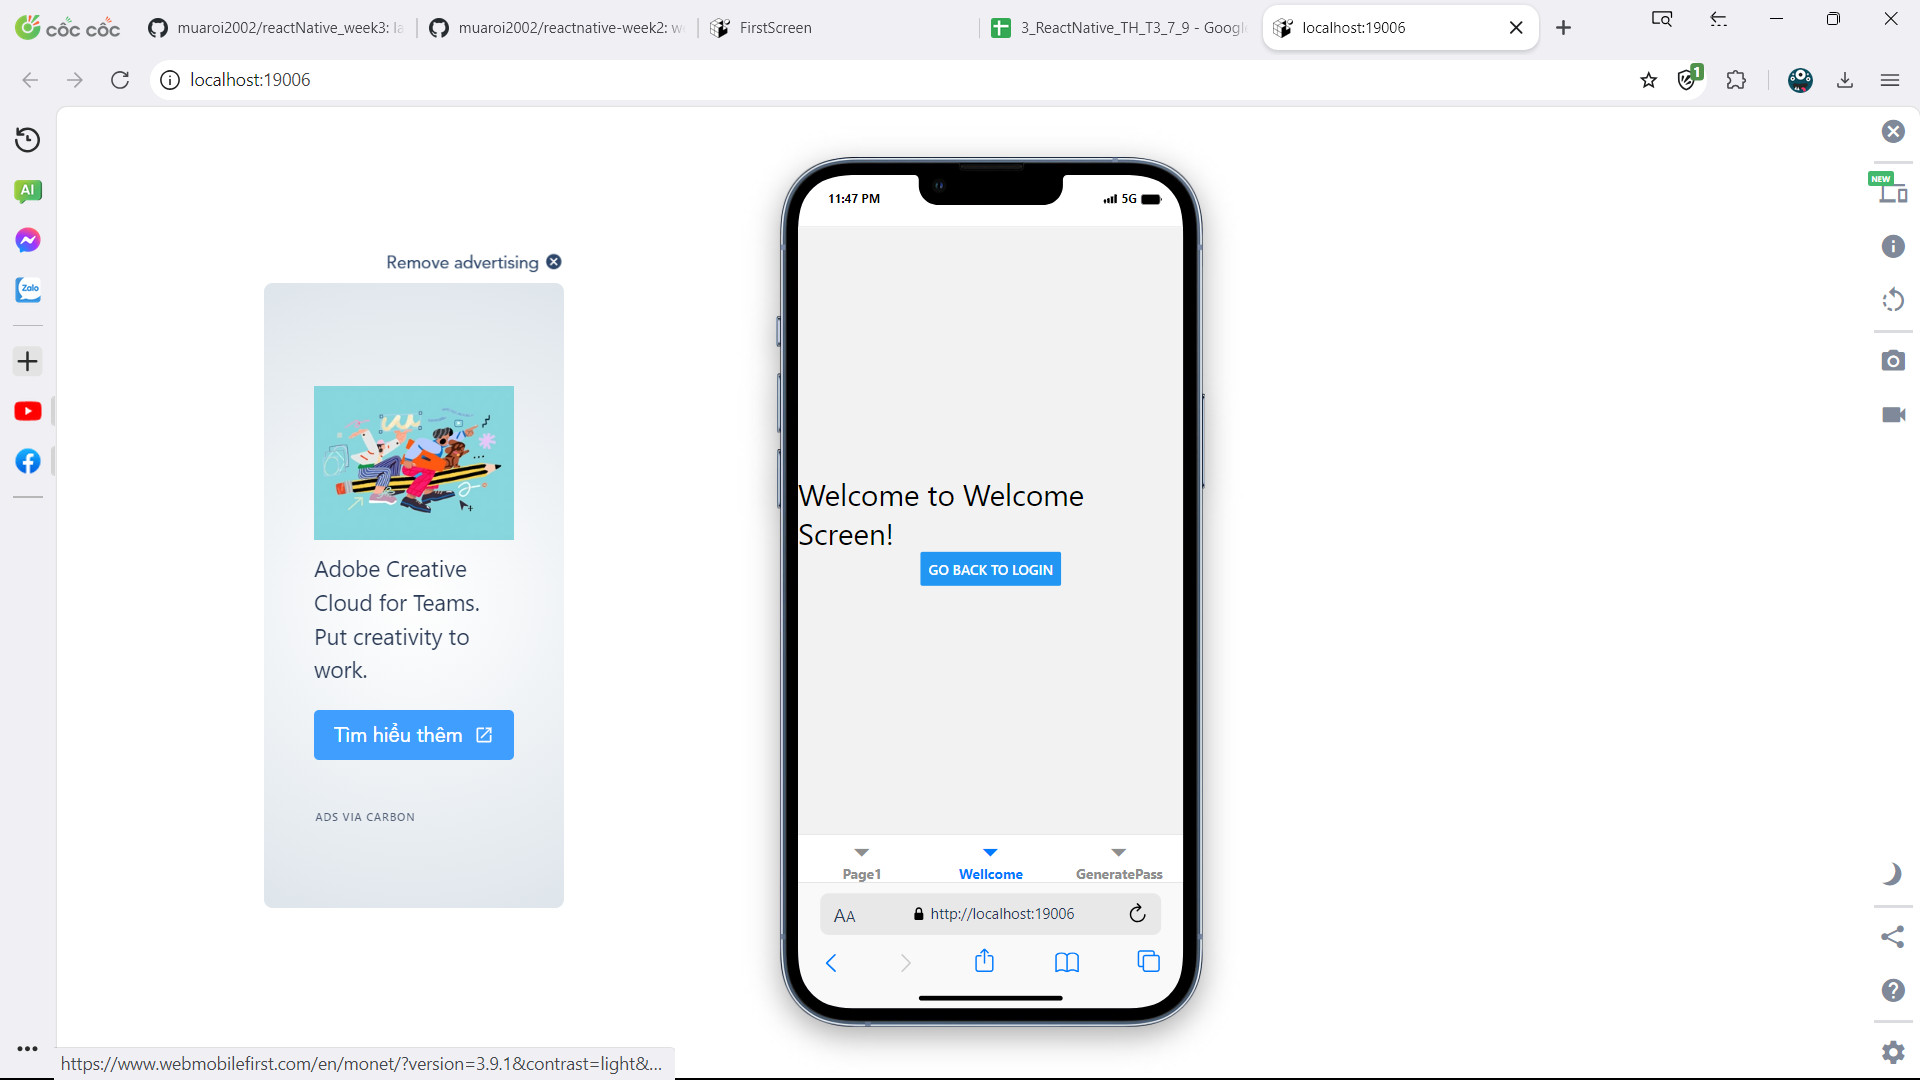 cốc cốc
muaroi2002/reactNative_week3: la
muaroi2002/reactnative-week2: w
FirstScreen
3_ReactNative_TH_T3_7_9 - Googl
localhost:19006
localhost:19006
1
AI
Zalo
NEW
Remove advertising
Adobe Creative
Cloud for Teams.
Put creativity to
work.
Tìm hiểu thêm
ADS VIA CARBON
11:47 PM
5G
Welcome to Welcome
Screen!
GO BACK TO LOGIN
Page1
Wellcome
GeneratePass
AA
http://localhost:19006
https://www.webmobilefirst.com/en/monet/?version=3.9.1&contrast=light&...